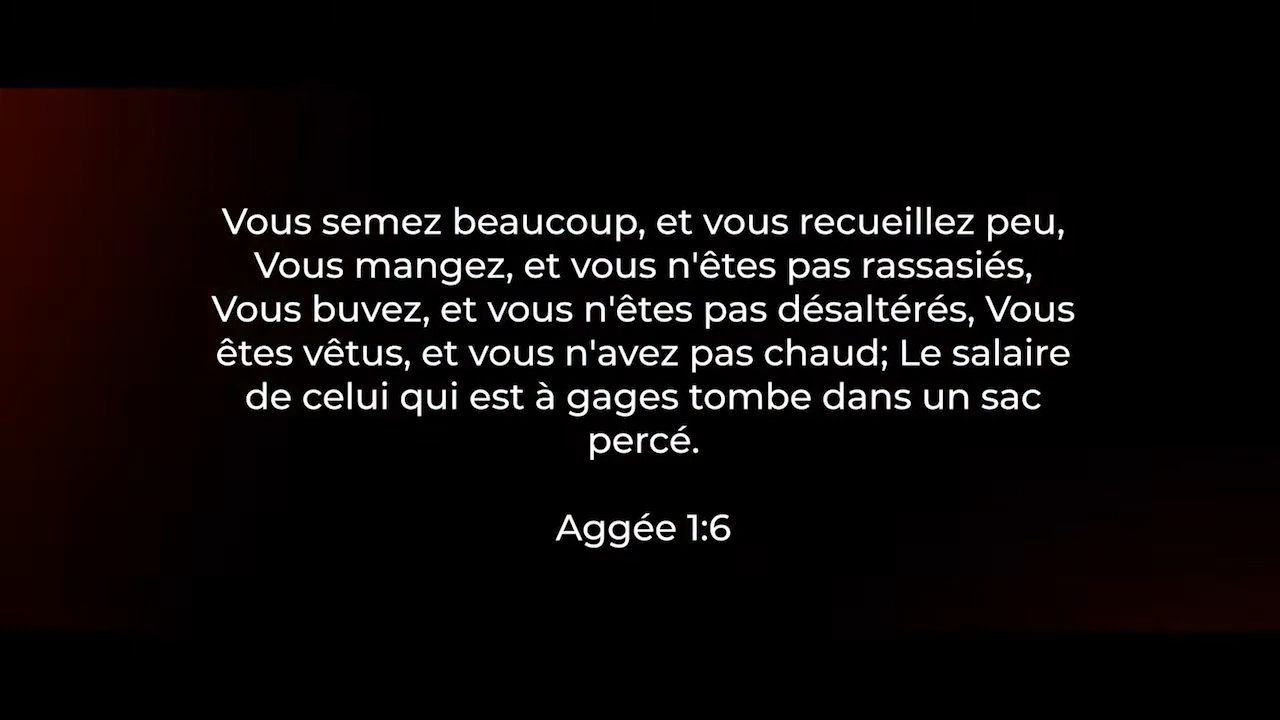 Vous semez beaucoup, et vous recueillez peu,
Vous mangez, et vous n'êtes pas rassasiés,
Vous buvez, et vous n'êtes pas désaltérés, Vous
êtes vêtus, et vous n'avez pas chaud; Le salaire
de celui qui est à gages tombe dans un sac
percé.
Aggée 1:6